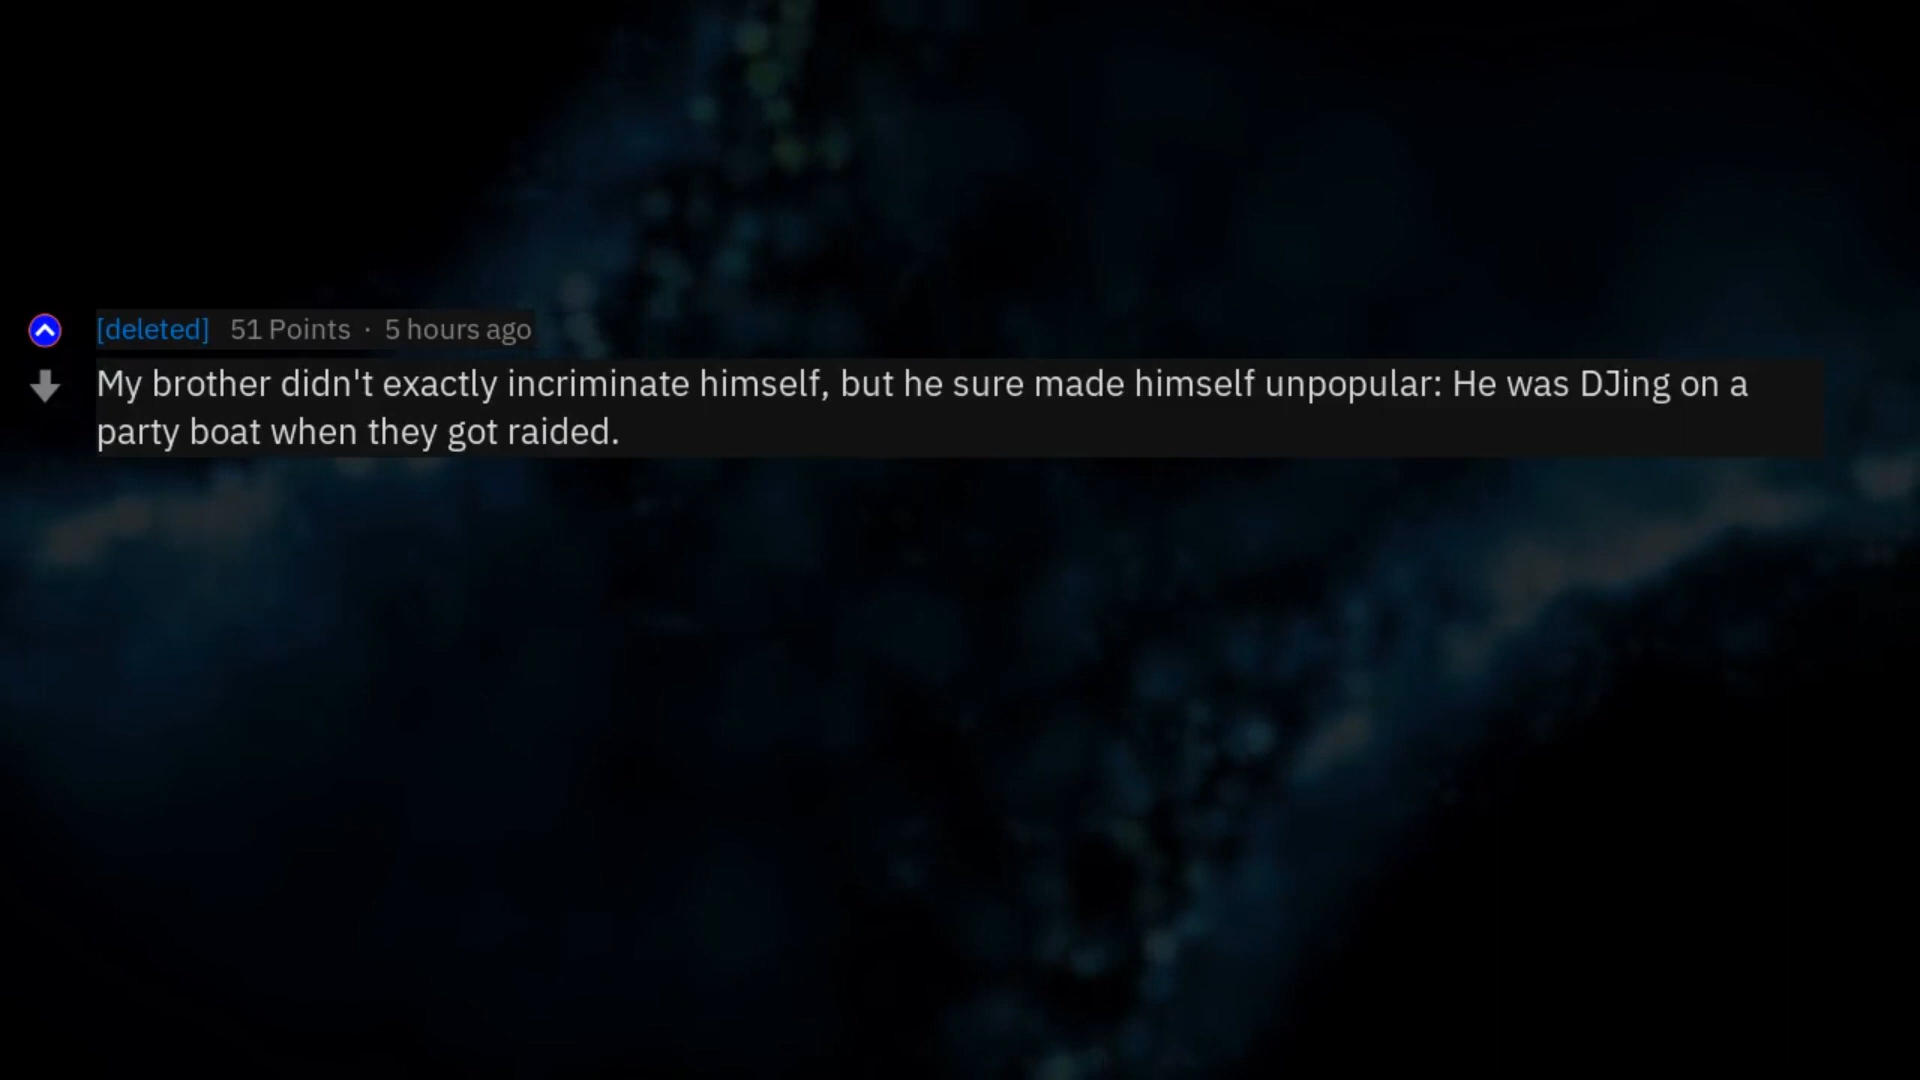 [deleted] 51 Points · 5 hours ago
My brother didn't exactly incriminate himself, but he sure made himself unpopular: He was DJing on a
party boat when they got raided.